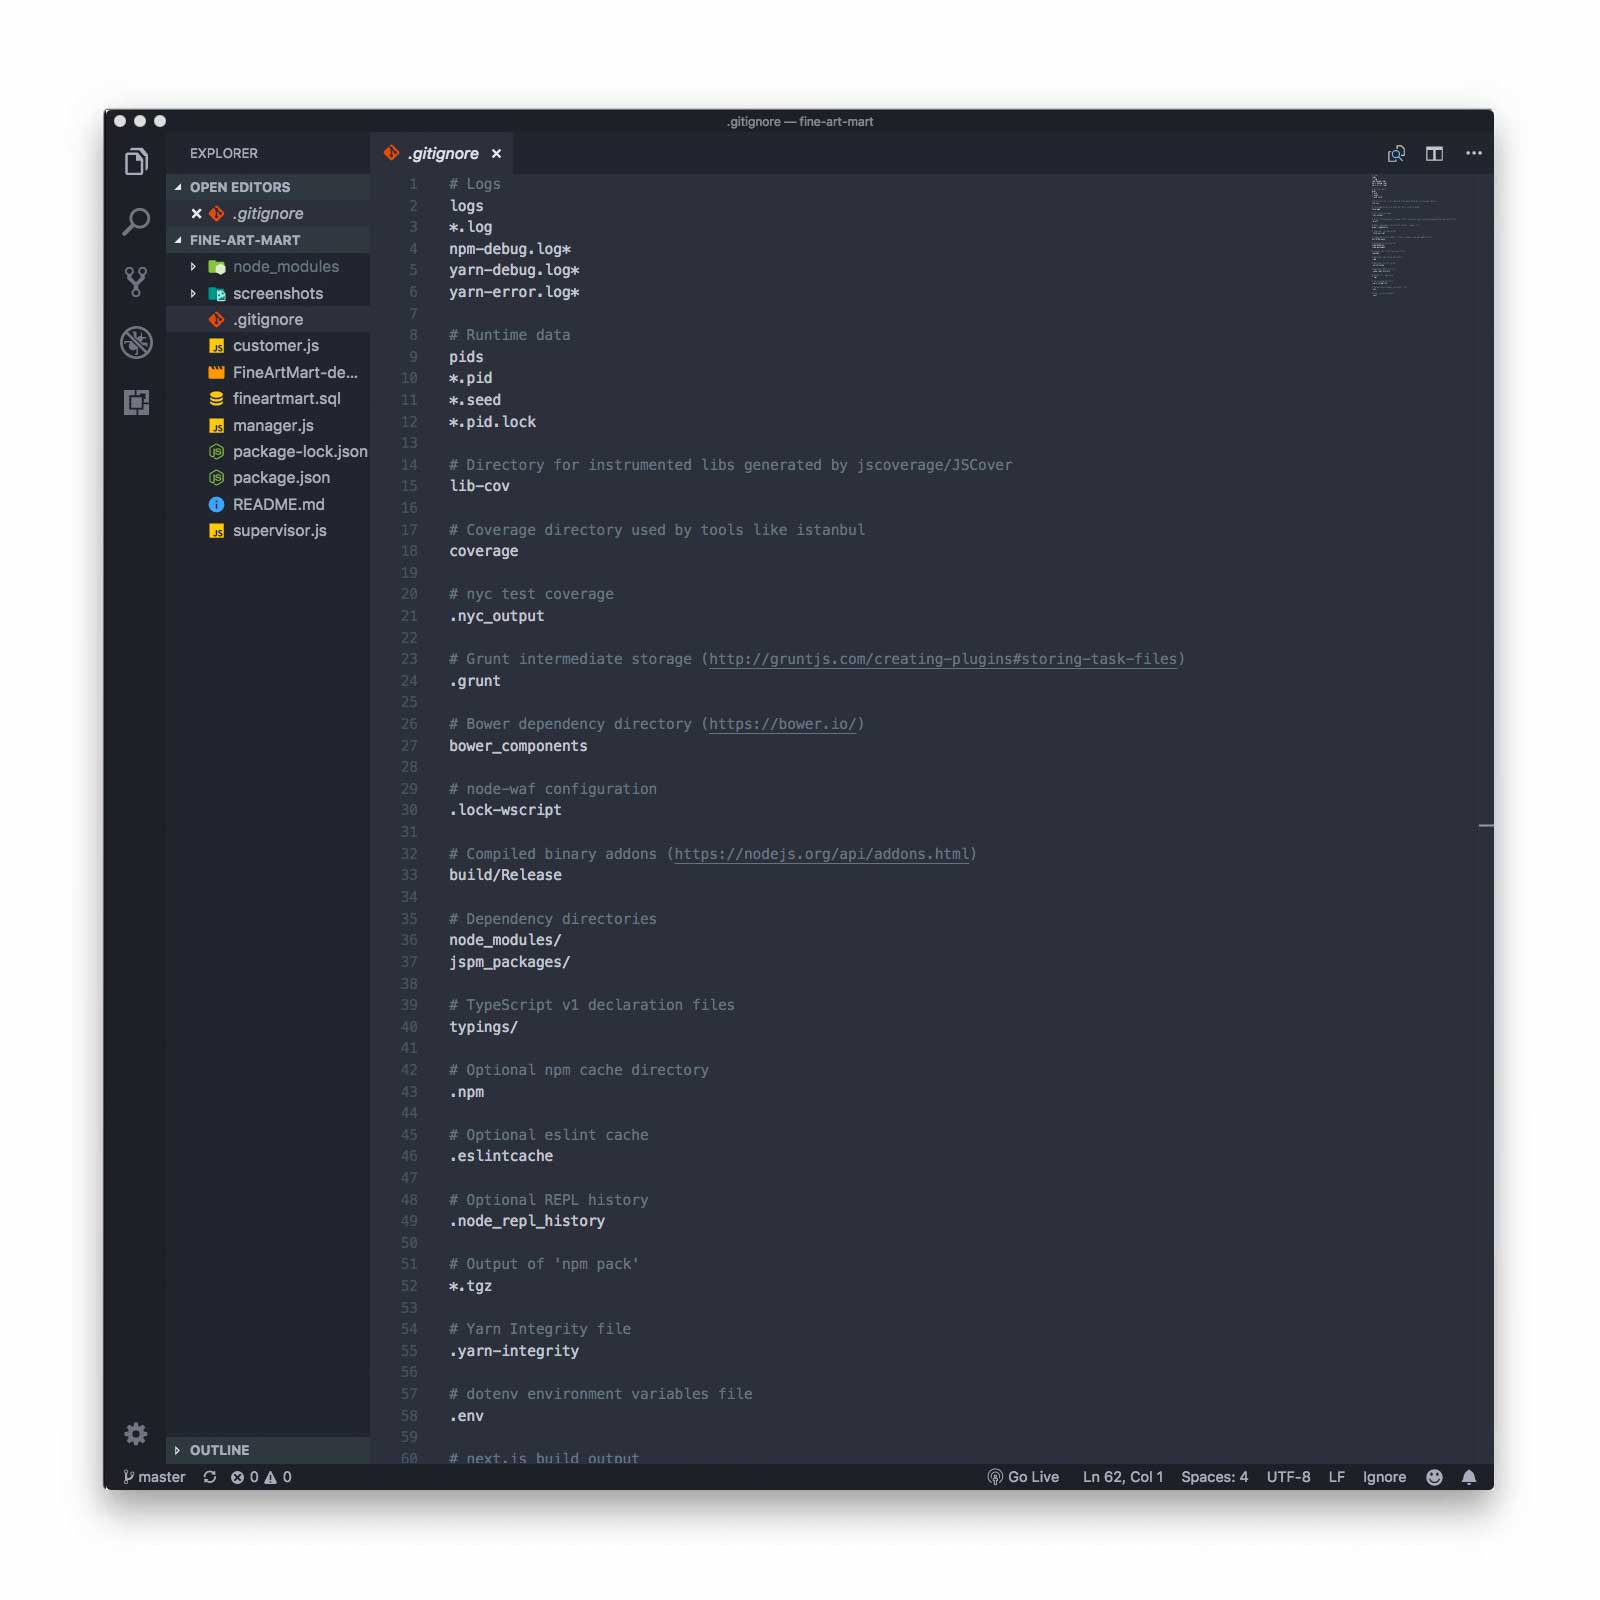 .gitignore — fine-art-mart
EXPLORER
OPEN EDITORS
.gitignore
FINE-ART-MART
node_modules
screenshots
.gitignore
customer.js
FineArtMart-de...
fineartmart.sql
manager.js
package-lock.json
package.json
README.md
supervisor.js
OUTLINE
.gitignore
1 # Logs
2 logs
3 *.log
4 npm-debug.log*
5 yarn-debug.log*
6 yarn-error.log*
7
8 # Runtime data
9 pids
10 *.pid
11 *.seed
12 *.pid.lock
13
14 # Directory for instrumented libs generated by jscoverage/JSCover
15 lib-cov
16
17 # Coverage directory used by tools like istanbul
18 coverage
19
20 # nyc test coverage
21 .nyc_output
22
23 # Grunt intermediate storage (http://gruntjs.com/creating-plugins#storing-task-files)
24 .grunt
25
26 # Bower dependency directory (https://bower.io/)
27 bower_components
28
29 # node-waf configuration
30 .lock-wscript
31
32 # Compiled binary addons (https://nodejs.org/api/addons.html)
33 build/Release
34
35 # Dependency directories
36 node_modules/
37 jspm_packages/
38
39 # TypeScript v1 declaration files
40 typings/
41
42 # Optional npm cache directory
43 .npm
44
45 # Optional eslint cache
46 .eslintcache
47
48 # Optional REPL history
49 .node_repl_history
50
51 # Output of 'npm pack'
52 *.tgz
53
54 # Yarn Integrity file
55 .yarn-integrity
56
57 # dotenv environment variables file
58 .env
59
60 # next.js build output
master 0 0 Go Live Ln 62, Col 1 Spaces: 4 UTF-8 LF Ignore